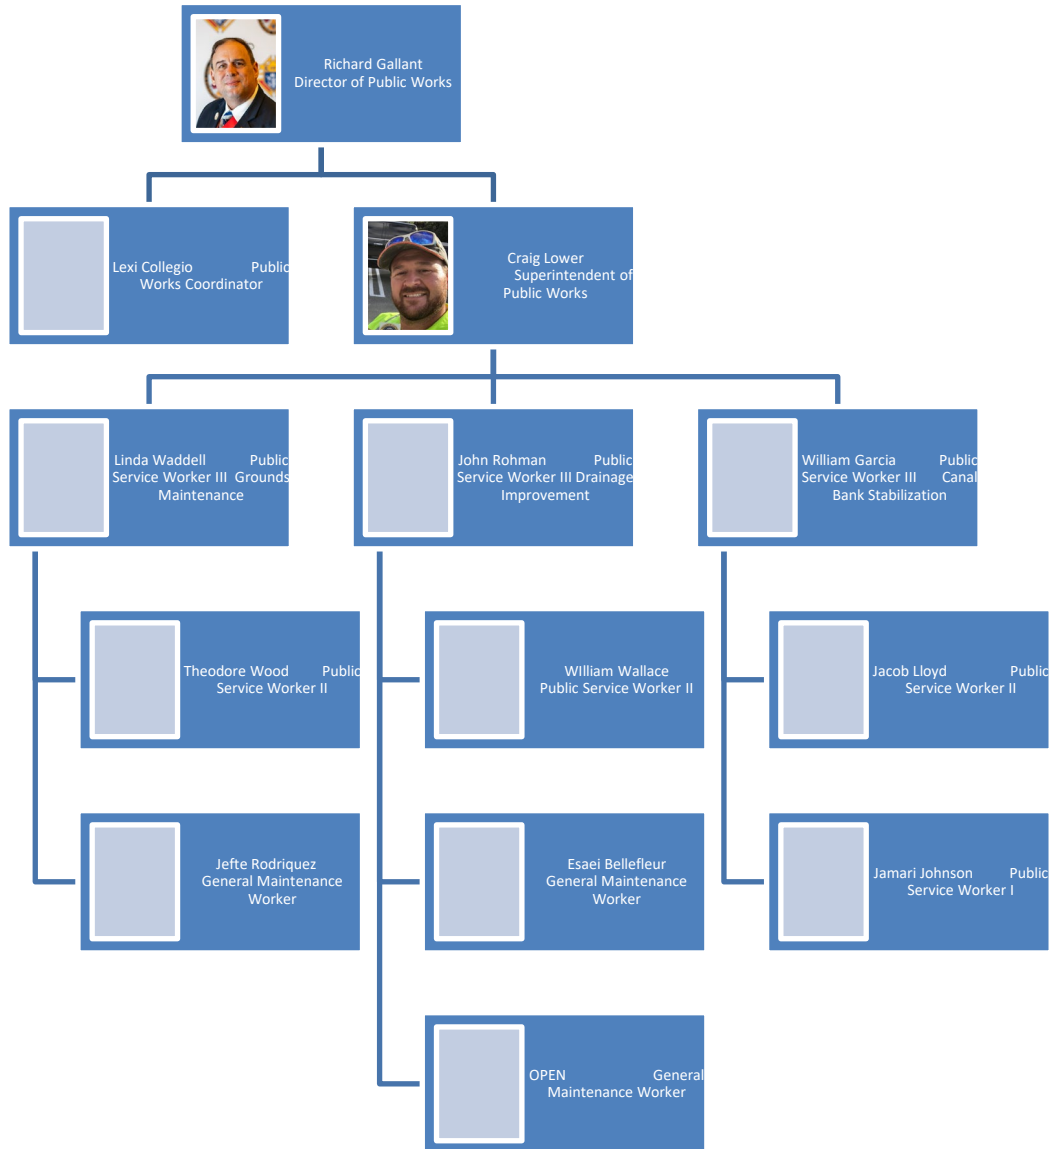 Richard Gallant
Director of Public Works
Lexi Collegio Public
Works Coordinator
Craig Lower
Superintendent of
Public Works
Linda Waddell Public
Service Worker III Grounds
Maintenance
John Rohman Public
Service Worker III Drainage
Improvement
William Garcia Public
Service Worker III Canal
Bank Stabilization
Theodore Wood Public
Service Worker II
WIlliam Wallace
Public Service Worker II
Jacob Lloyd Public
Service Worker II
Jefte Rodriquez
General Maintenance
Worker
Esaei Bellefleur
General Maintenance
Worker
Jamari Johnson Public
Service Worker I
OPEN General
Maintenance Worker